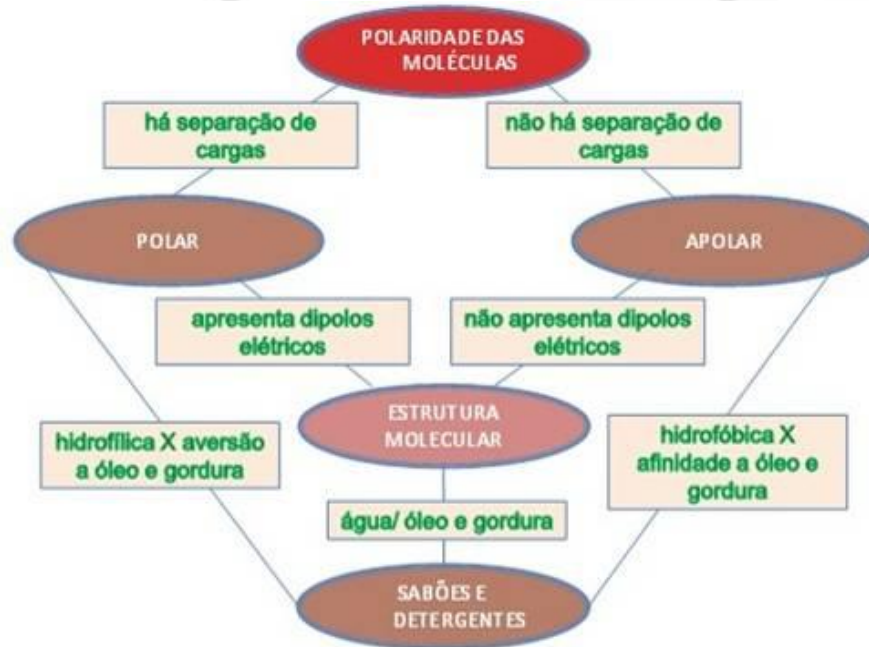 POLARIDADE DAS
MOLÉCULAS
há separação de
cargas
não há separação de
cargas
POLAR
APOLAR
apresenta dipolos
elétricos
não apresenta dipolos
elétricos
ESTRUTURA
MOLECULAR
hidrofílica X aversão
a óleo e gordura
hidrofóbica X
afinidade a óleo e
gordura
água/ óleo e gordura
SABÕES E
DETERGENTES